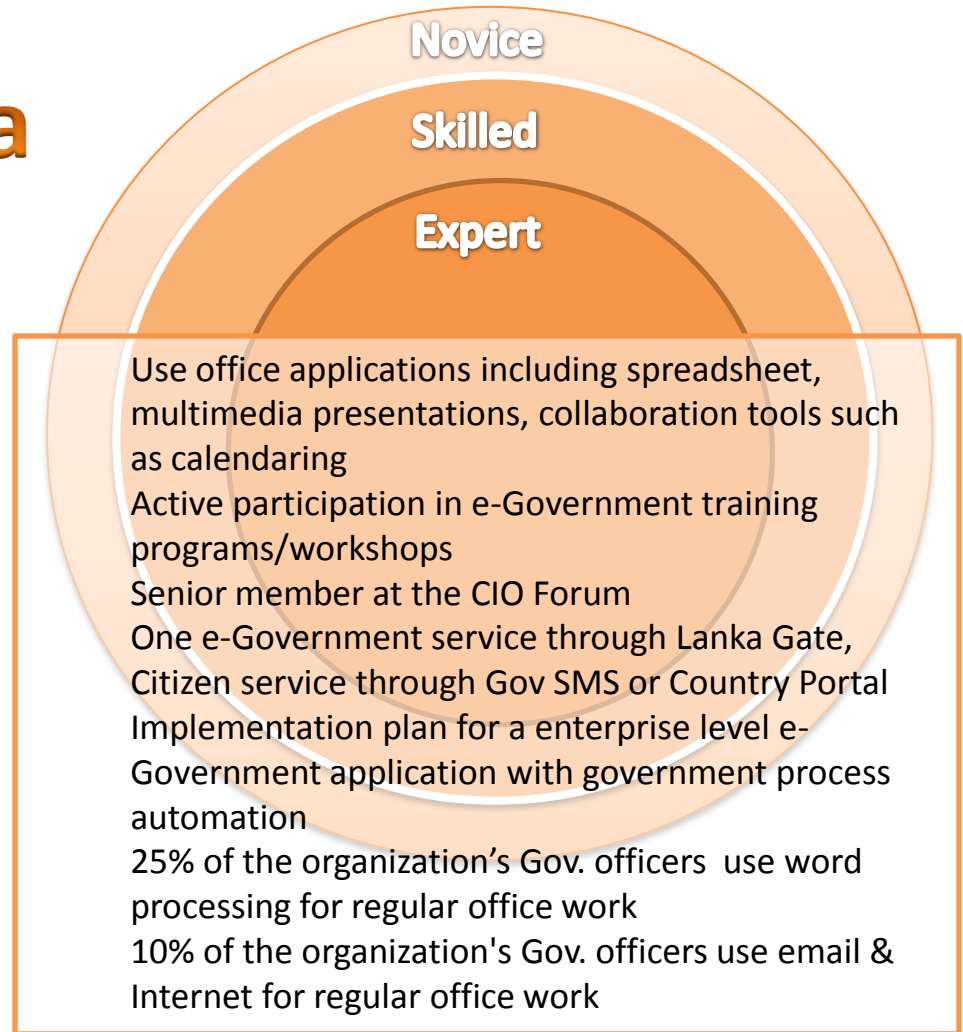 Novice
a
Skilled
Expert
Use office applications including spreadsheet,
multimedia presentations, collaboration tools such
as calendaring
Active participation in e-Government training
programs/workshops
Senior member at the CIO Forum
One e-Government service through Lanka Gate,
Citizen service through Gov SMS or Country Portal
Implementation plan for a enterprise level e-
Government application with government process
automation
25% of the organization’s Gov. officers  use word
processing for regular office work
10% of the organization's Gov. officers use email &
Internet for regular office work